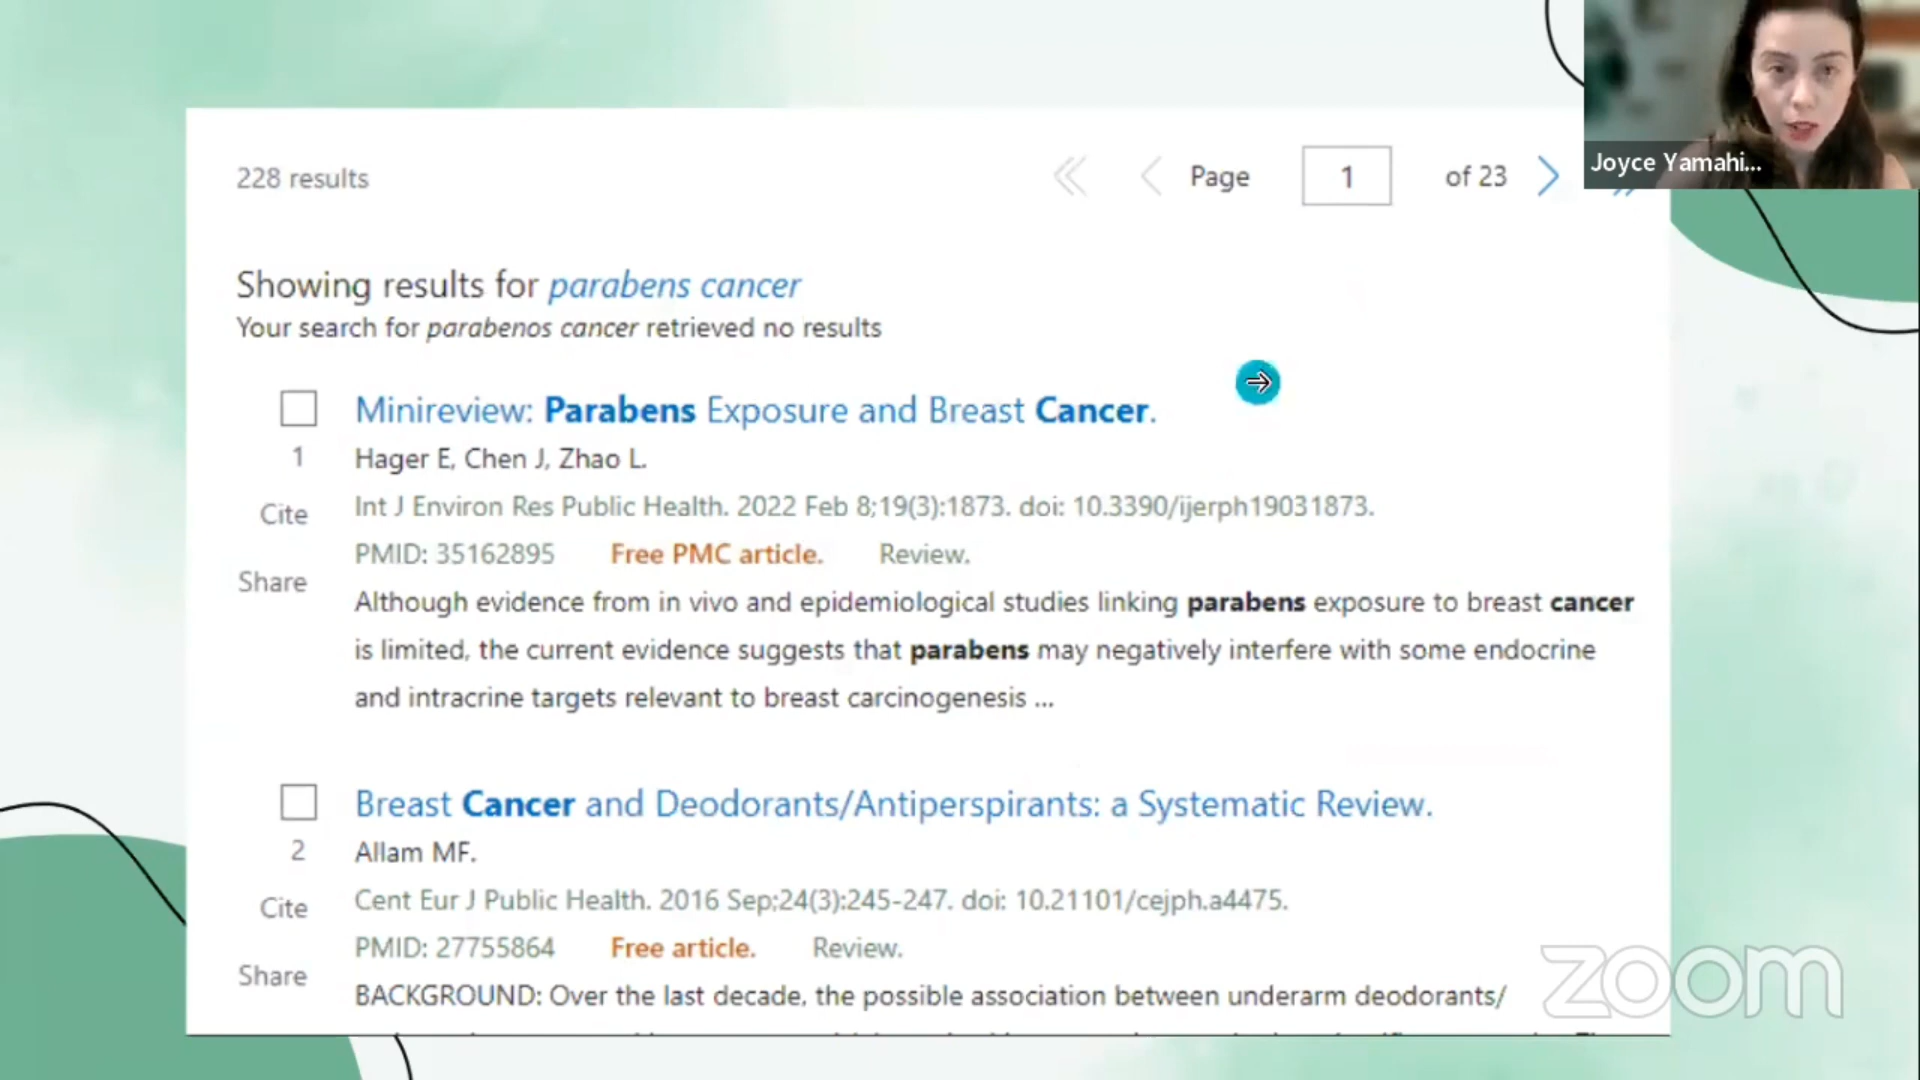 228 results
Page 1 of 23
Joyce Yamahi...
Showing results for parabens cancer
Your search for parabenos cancer retrieved no results
Minireview: Parabens Exposure and Breast Cancer.
1
Hager E, Chen J, Zhao L.
Cite
Int J Environ Res Public Health. 2022 Feb 8;19(3):1873. doi: 10.3390/ijerph19031873.
PMID: 35162895 Free PMC article. Review.
Share
Although evidence from in vivo and epidemiological studies linking parabens exposure to breast cancer
is limited, the current evidence suggests that parabens may negatively interfere with some endocrine
and intracrine targets relevant to breast carcinogenesis ...
Breast Cancer and Deodorants/Antiperspirants: a Systematic Review.
2
Allam MF.
Cite
Cent Eur J Public Health. 2016 Sep;24(3):245-247. doi: 10.21101/cejph.a4475.
PMID: 27755864 Free article. Review.
Share
BACKGROUND: Over the last decade, the possible association between underarm deodorants/
zoom